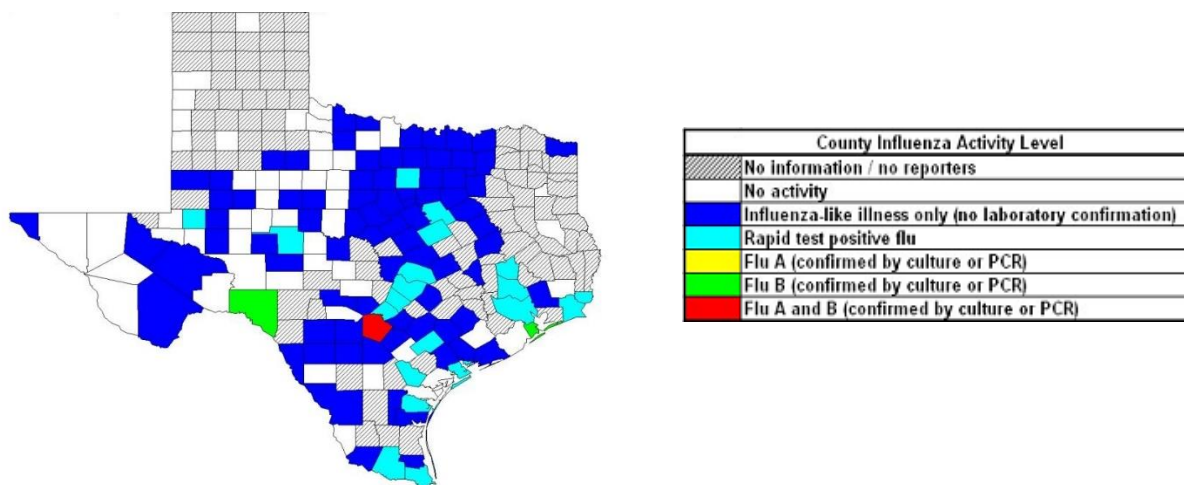 County Influenza Activity Level
No information / no reporters
No activity
Influenza-like illness only (no laboratory confirmation)
Rapid test positive flu
Flu A (confirmed by culture or PCR)
Flu B (confirmed by culture or PCR)
Flu A and B (confirmed by culture or PCR)